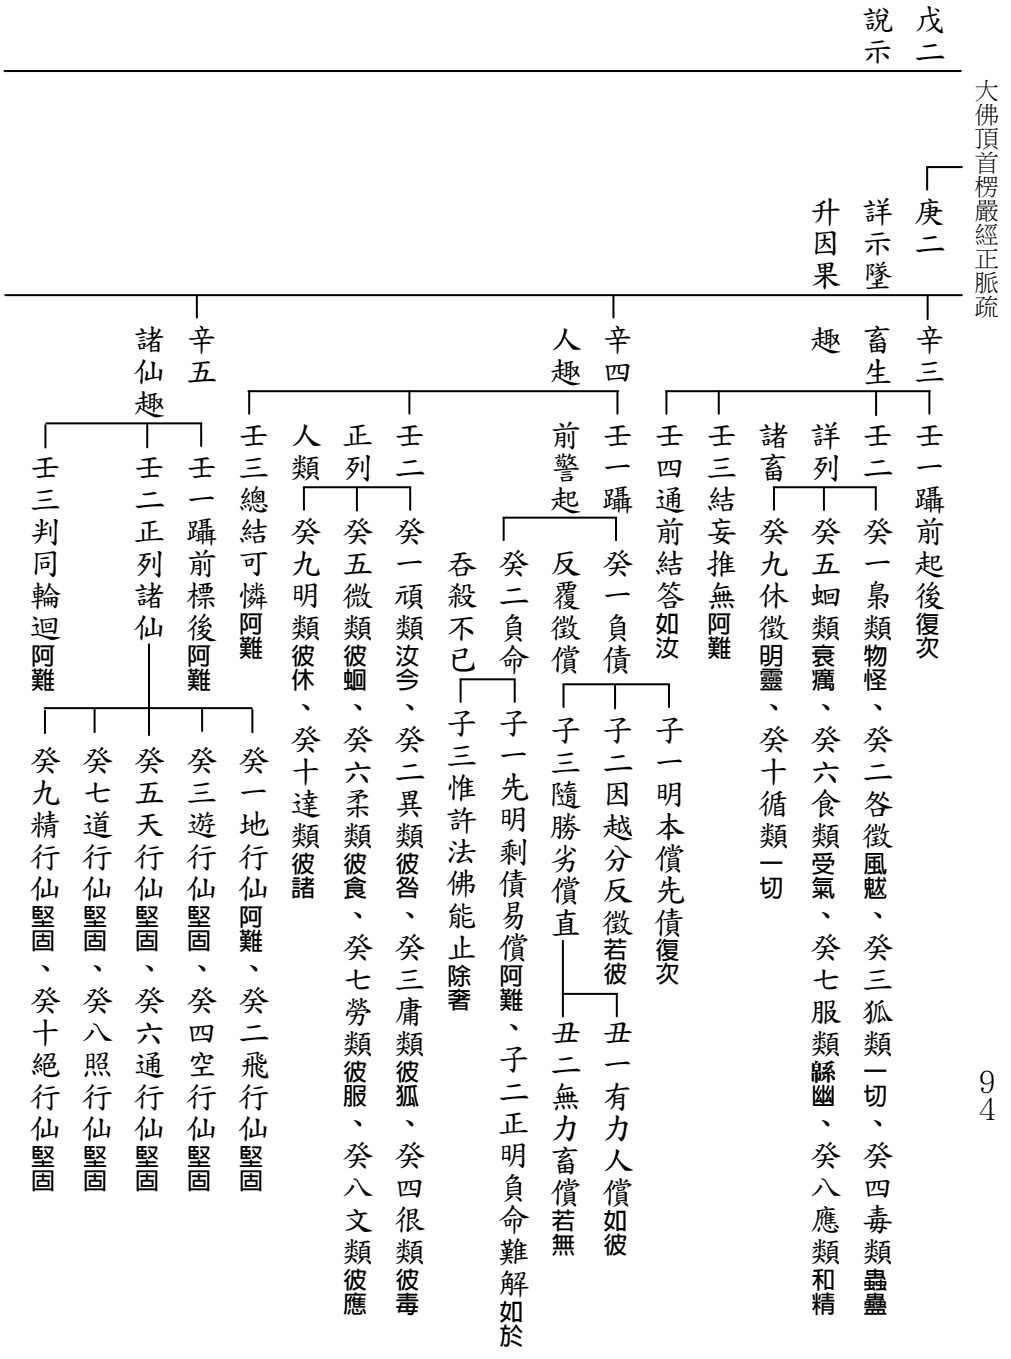 大佛頂首楞嚴經正脈疏
94
戊二
說示
庚二
詳示墜
升因果
辛三
畜生
趣
壬一躡前起後復次
壬二
詳列
諸畜
癸一梟類物怪、癸二咎徵風魃、癸三狐類一切、癸四毒類蟲蠱
癸五蛔類衰癘、癸六食類受氣、癸七服類緜幽、癸八應類和精
癸九休徵明靈、癸十循類一切
壬三結妄推無阿難
壬四通前結答如汝
辛四
人趣
壬一躡
前警起
癸一負債
反覆徵償
子一明本償先債復次
子二因越分反徵若彼
子三隨勝劣償直
丑一有力人償如彼
丑二無力畜償若無
癸二負命
吞殺不已
子一先明剩債易償阿難、子二正明負命難解如於
子三惟許法佛能止除奢
壬二
正列
人類
癸一頑類汝今、癸二異類彼咎、癸三庸類彼狐、癸四很類彼毒
癸五微類彼蛔、癸六柔類彼食、癸七勞類彼服、癸八文類彼應
癸九明類彼休、癸十達類彼諸
壬三總結可憐阿難
辛五
諸仙趣
壬一躡前標後阿難
壬二正列諸仙
癸一地行仙阿難、癸二飛行仙堅固
癸三遊行仙堅固、癸四空行仙堅固
癸五天行仙堅固、癸六通行仙堅固
癸七道行仙堅固、癸八照行仙堅固
癸九精行仙堅固、癸十絕行仙堅固
壬三判同輪迴阿難